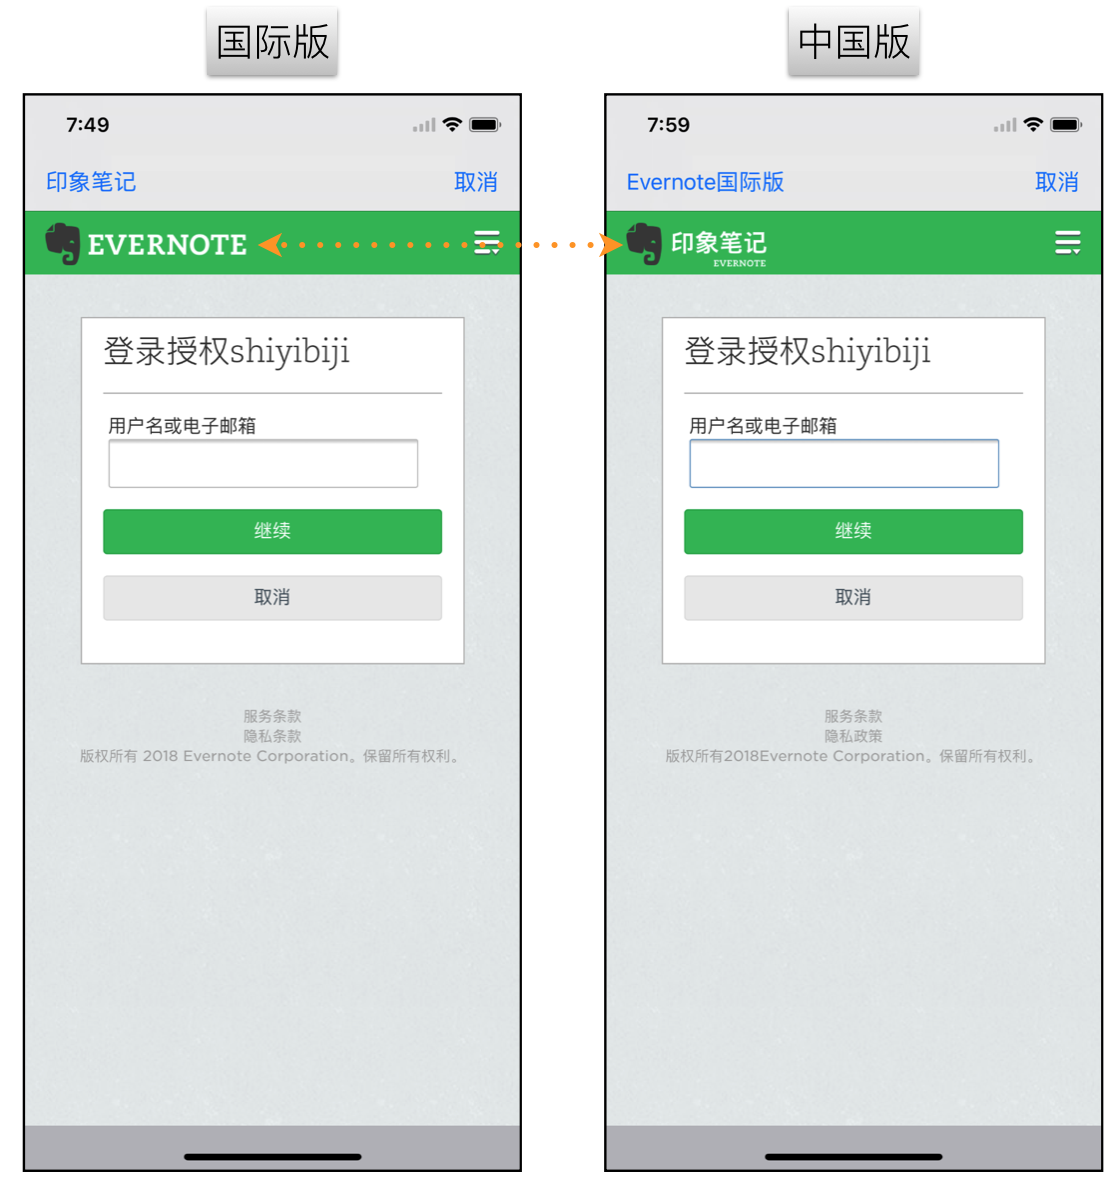 国际版
7:49
印象笔记 取消
EVERNOTE
登录授权shiyibiji
用户名或电子邮箱
继续
取消
服务条款
隐私条款
版权所有 2018 Evernote Corporation。保留所有权利。
中国版
7:59
Evernote国际版 取消
印象笔记
EVERNOTE
登录授权shiyibiji
用户名或电子邮箱
继续
取消
服务条款
隐私政策
版权所有2018Evernote Corporation。保留所有权利。